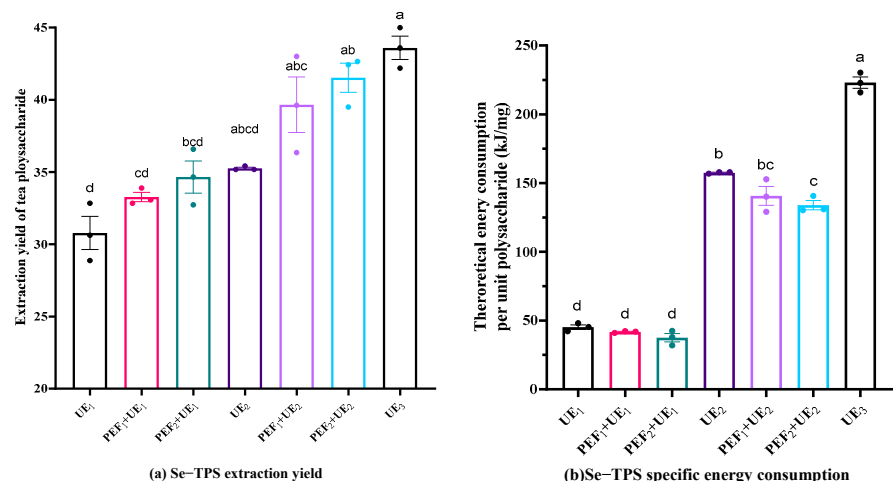 Extraction yield of tea ploysaccharide
45
40
35
30
25
20
d
cd
bcd
abcd
abc
ab
a
UE₁
PEF₁+UE₁
PEF₂+UE₁
UE₂
PEF₁+UE₂
PEF₂+UE₂
UE₃
(a) Se−TPS extraction yield
Theroretical enery consumption
per unit polysaccharide (kJ/mg)
250
200
150
100
50
0
d
d
d
b
bc
c
a
UE₁
PEF₁+UE₁
PEF₂+UE₁
UE₂
PEF₁+UE₂
PEF₂+UE₂
UE₃
(b)Se−TPS specific energy consumption